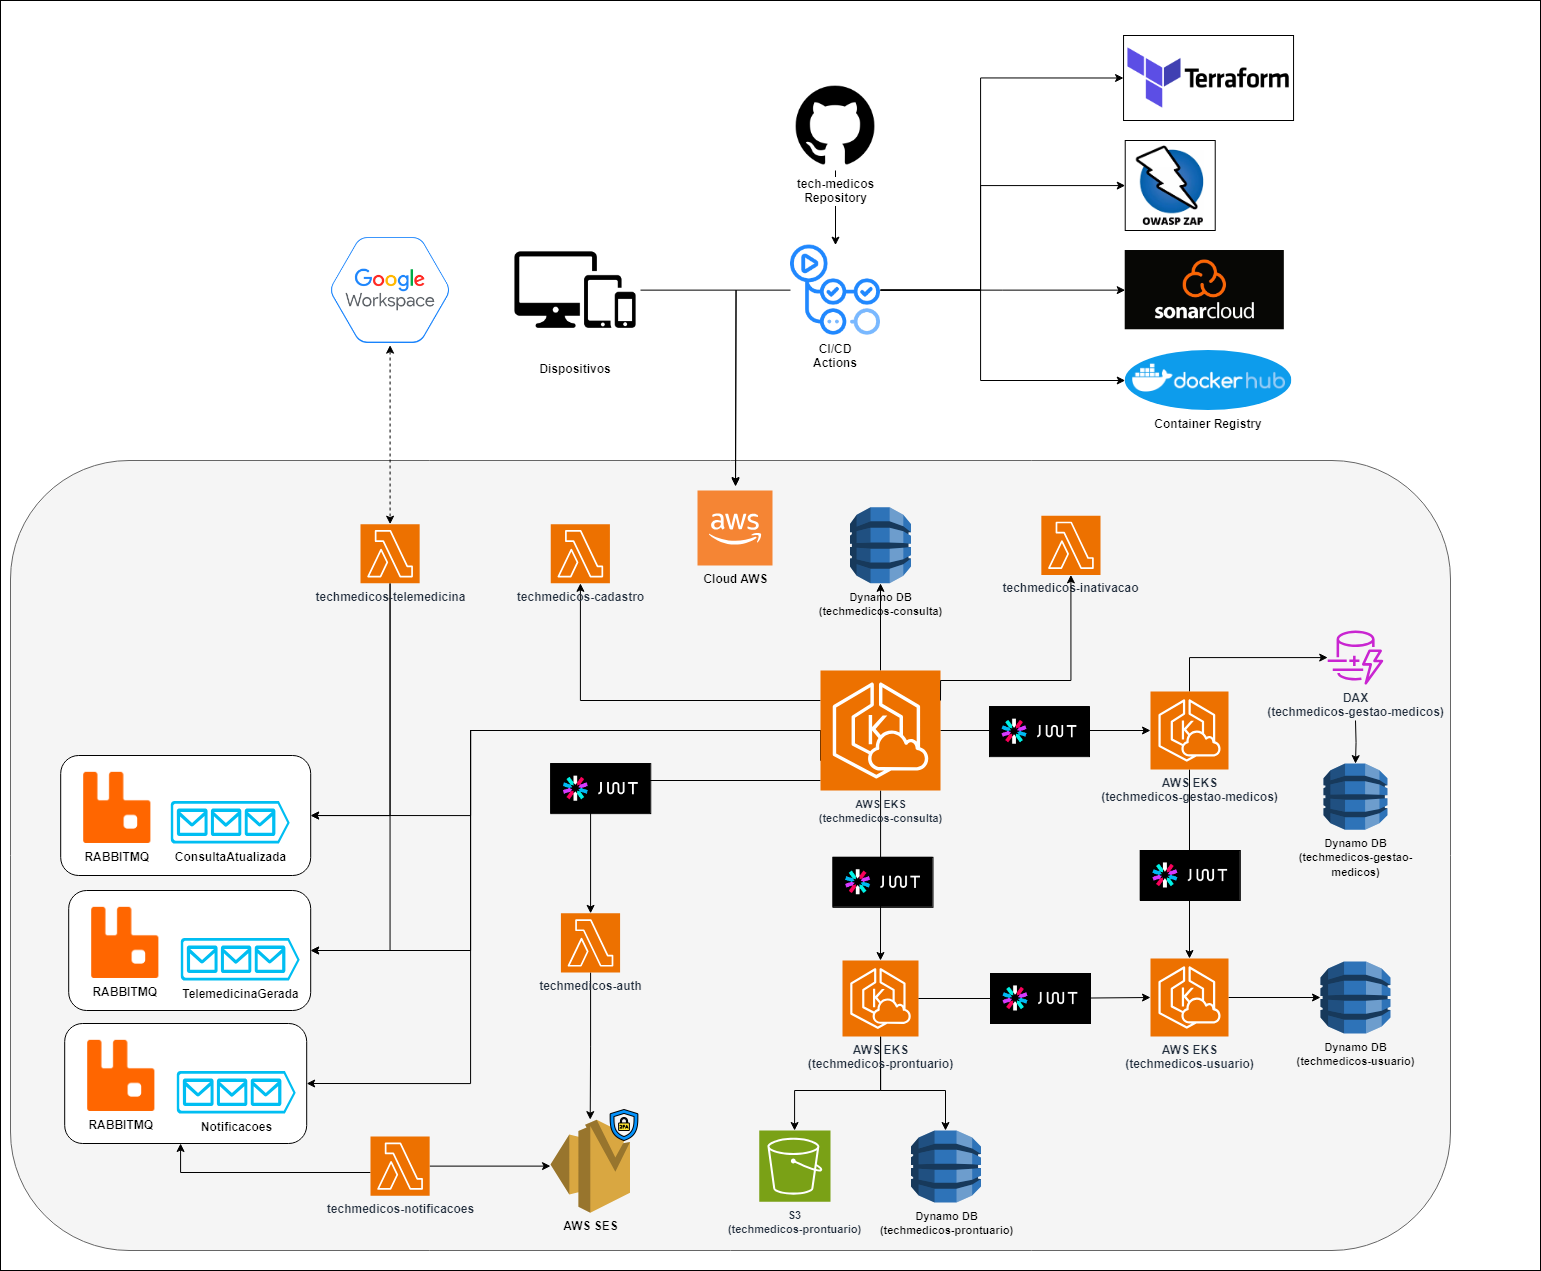 Terraform
tech-medicos
Repository
OWASP ZAP
Google
Workspace
sonarcloud
CI/CD
Actions
Dispositivos
dockerhub
Container Registry
aws
Cloud AWS
techmedicos-telemedicina
techmedicos-cadastro
Dynamo DB
(techmedicos-consulta)
techmedicos-inativacao
DAX
(techmedicos-gestao-medicos)
K
JWT
K
AWS EKS
(techmedicos-gestao-medicos)
JWT
AWS EKS
(techmedicos-consulta)
RABBITMQ
ConsultaAtualizada
Dynamo DB
(techmedicos-gestao-
medicos)
JWT
JWT
RABBITMQ
TelemedicinaGerada
techmedicos-auth
K
JWT
K
AWS EKS
(techmedicos-prontuario)
AWS EKS
(techmedicos-usuario)
Dynamo DB
(techmedicos-usuario)
RABBITMQ
Notificacoes
2FA
techmedicos-notificacoes
AWS SES
S3
(techmedicos-prontuario)
Dynamo DB
(techmedicos-prontuario)